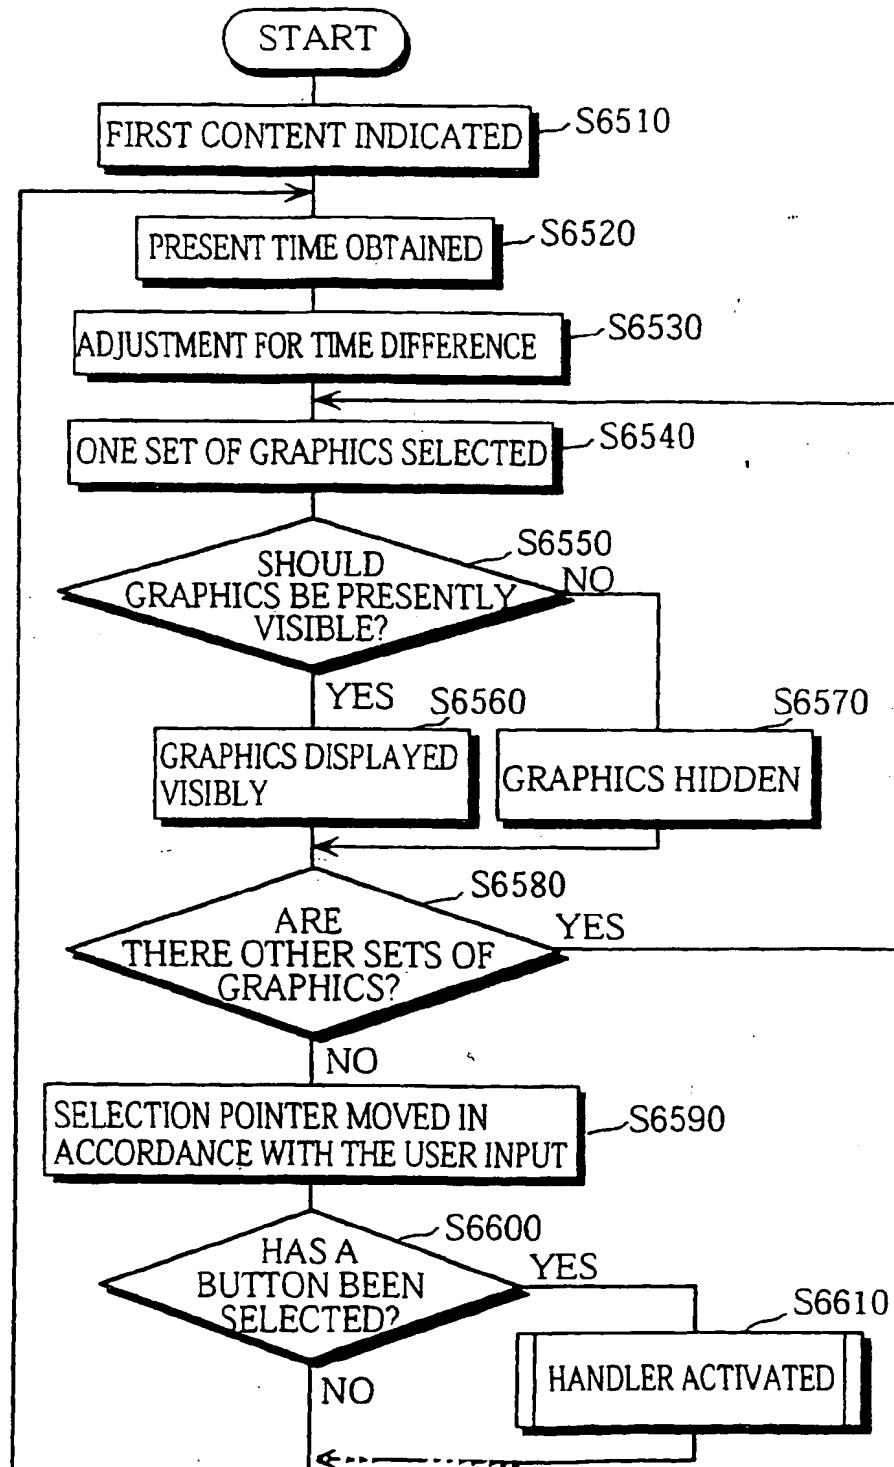 START
FIRST CONTENT INDICATED
S6510
PRESENT TIME OBTAINED
S6520
ADJUSTMENT FOR TIME DIFFERENCE
S6530
ONE SET OF GRAPHICS SELECTED
S6540
S6550
SHOULD
GRAPHICS BE PRESENTLY
VISIBLE?
NO
YES
S6560
S6570
GRAPHICS DISPLAYED
VISIBLY
GRAPHICS HIDDEN
S6580
ARE
THERE OTHER SETS OF
GRAPHICS?
YES
NO
SELECTION POINTER MOVED IN
ACCORDANCE WITH THE USER INPUT
S6590
S6600
HAS A
BUTTON BEEN
SELECTED?
YES
S6610
HANDLER ACTIVATED
NO